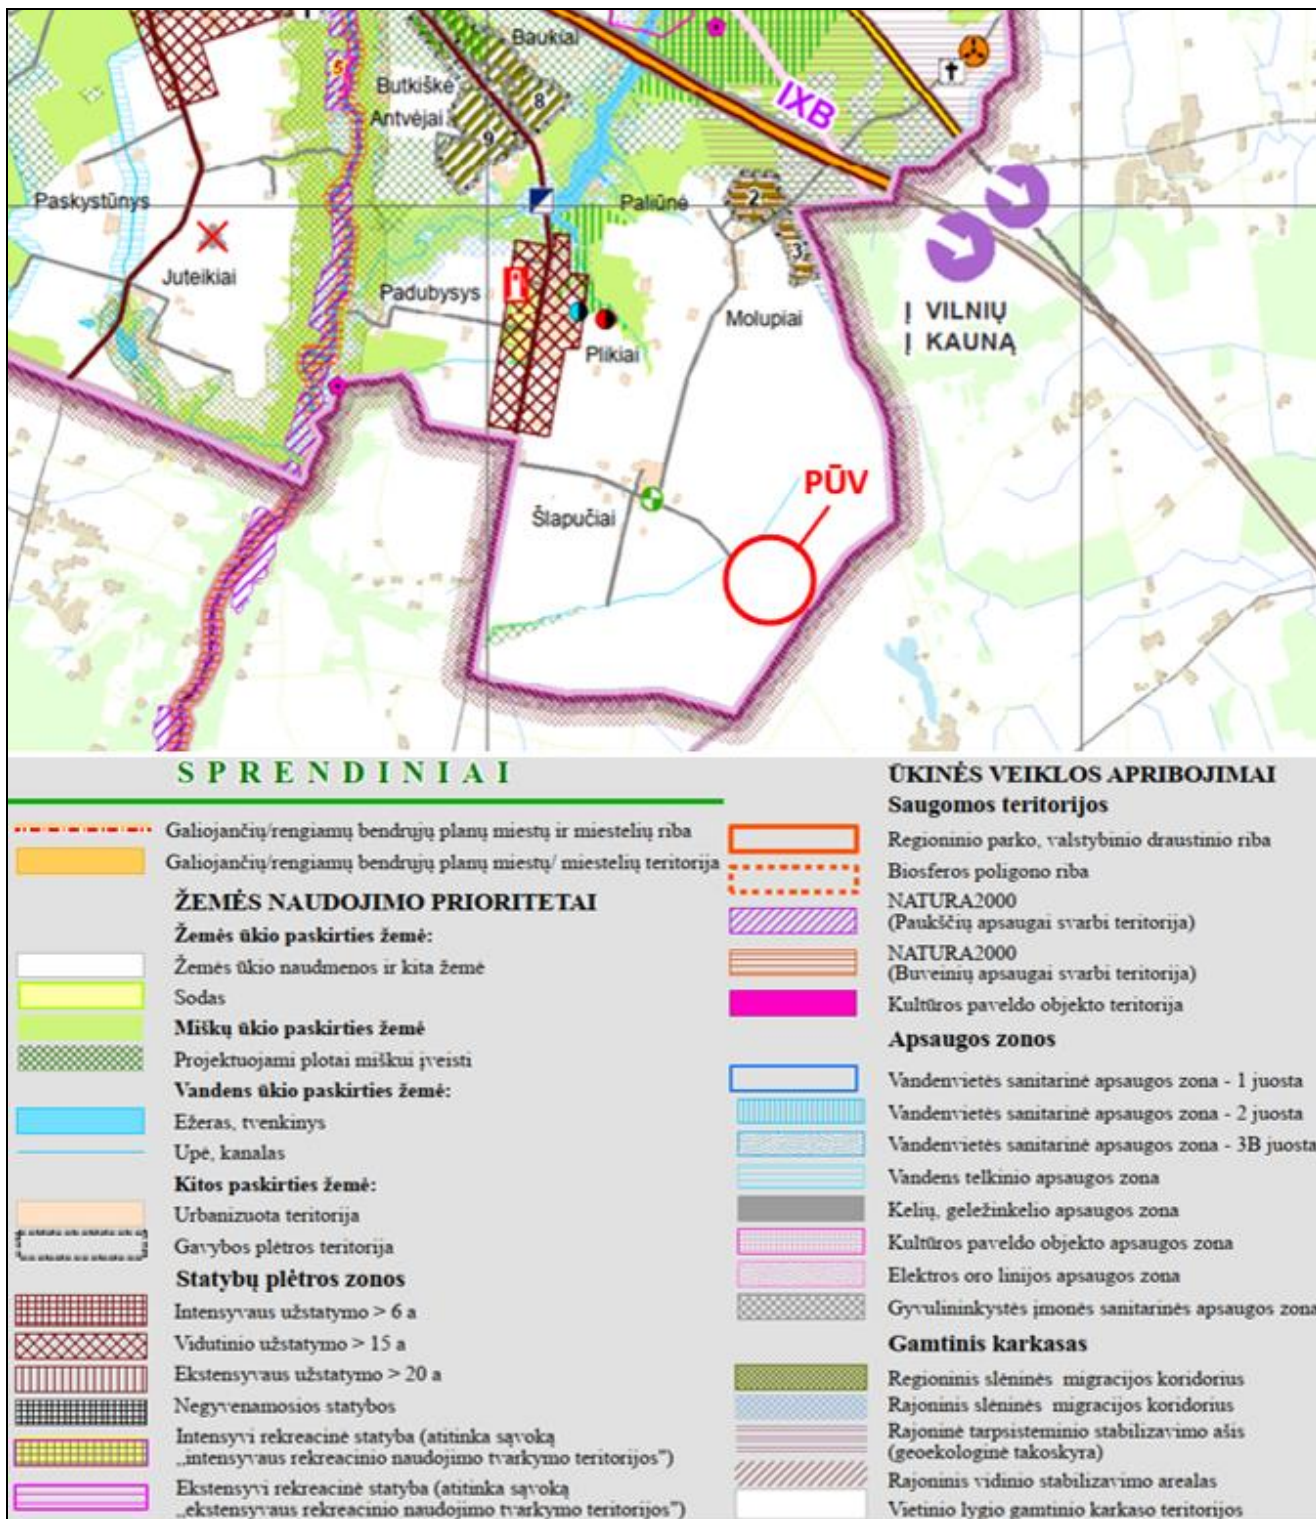 Baukiai
5
Butkiškė
8
IXB
Antvėjai
9
Paskystūnys
Paliūnė
2
3
Juteikiai
Padubysys
Molupiai
Į VILNIŲ
Į KAUNĄ
Plikiai
PŪV
Šlapučiai
SPRENDINIAI
Galiojančių/rengiamų bendrųjų planų miestų ir miestelių riba
Galiojančių/rengiamų bendrųjų planų miestų/ miestelių teritorija
ŽEMĖS NAUDOJIMO PRIORITETAI
Žemės ūkio paskirties žemė:
Žemės ūkio naudmenos ir kita žemė
Sodas
Miškų ūkio paskirties žemė
Projektuojami plotai miškui įveisti
Vandens ūkio paskirties žemė:
Ežeras, tvenkinys
Upė, kanalas
Kitos paskirties žemė:
Urbanizuota teritorija
Gavybos plėtros teritorija
Statybų plėtros zonos
Intensyvaus užstatymo > 6 a
Vidutinio užstatymo > 15 a
Ekstensyvaus užstatymo > 20 a
Negyvenamosios statybos
Intensyvi rekreacinė statyba (atitinka sąvoką
„intensyvaus rekreacinio naudojimo tvarkymo teritorijos")
Ekstensyvi rekreacinė statyba (atitinka sąvoką
„ekstensyvaus rekreacinio naudojimo tvarkymo teritorijos")
ŪKINĖS VEIKLOS APRIBOJIMAI
Saugomos teritorijos
Regioninio parko, valstybinio draustinio riba
Biosferos poligono riba
NATURA2000
(Paukščių apsaugai svarbi teritorija)
NATURA2000
(Buveinių apsaugai svarbi teritorija)
Kultūros paveldo objekto teritorija
Apsaugos zonos
Vandenvietės sanitarinė apsaugos zona - 1 juosta
Vandenvietės sanitarinė apsaugos zona - 2 juosta
Vandenvietės sanitarinė apsaugos zona - 3B juosta
Vandens telkinio apsaugos zona
Kelių, geležinkelio apsaugos zona
Kultūros paveldo objekto apsaugos zona
Elektros oro linijos apsaugos zona
Gyvulininkystės įmonės sanitarinės apsaugos zona
Gamtinis karkasas
Regioninis slėninės migracijos koridorius
Rajoninis slėninės migracijos koridorius
Rajoninė tarpsisteminio stabilizavimo ašis
(geoekologinė takoskyra)
Rajoninis vidinio stabilizavimo arealas
Vietinio lygio gamtinio karkaso teritorijos